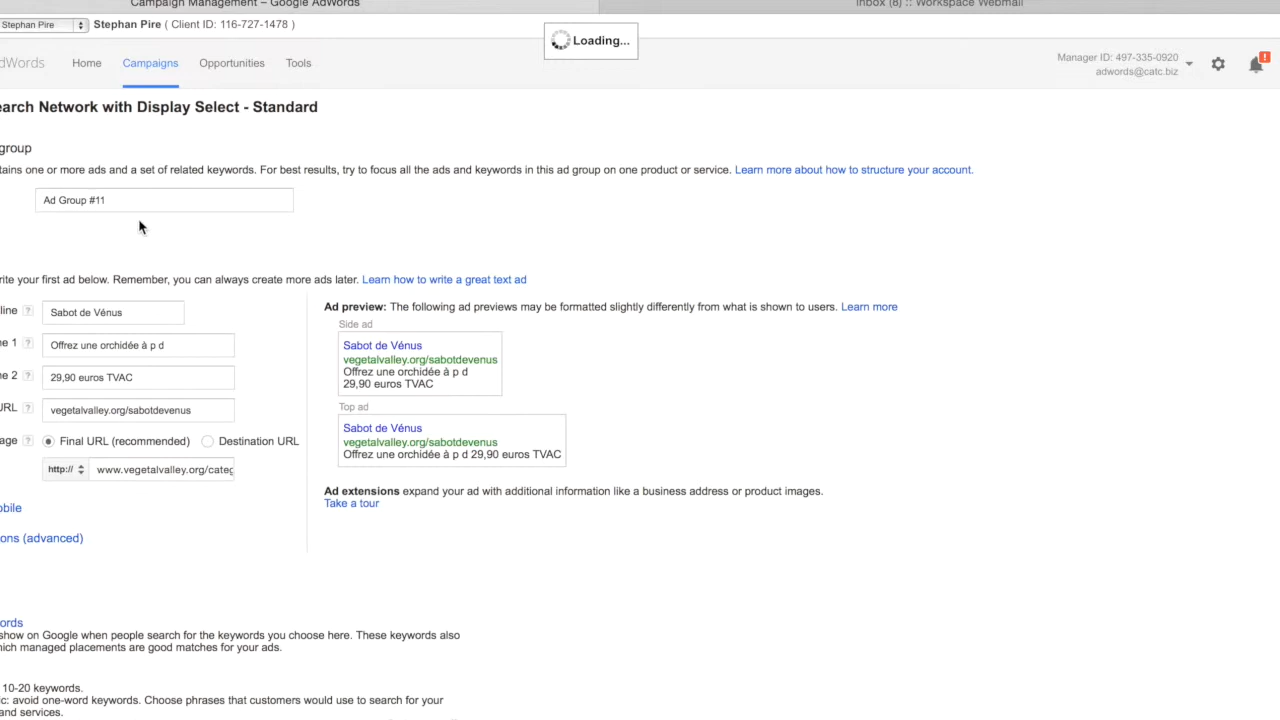 Campaign Management – Google AdWords
Inbox (8) :: Workspace Webmail
Stephan Pire
Stephan Pire ( Client ID: 116-727-1478 )
Loading...
AdWords
Home
Campaigns
Opportunities
Tools
Manager ID: 497-335-0920
adwords@catc.biz
!
earch Network with Display Select - Standard
group
tains one or more ads and a set of related keywords. For best results, try to focus all the ads and keywords in this ad group on one product or service. Learn more about how to structure your account.
Ad Group #11
rite your first ad below. Remember, you can always create more ads later. Learn how to write a great text ad
line ? Sabot de Vénus
ne 1 ? Offrez une orchidée à p d
ne 2 ? 29,90 euros TVAC
URL ? vegetalvalley.org/sabotdevenus
age ? Final URL (recommended) Destination URL
http:// www.vegetalvalley.org/categ
obile
ons (advanced)
Ad preview: The following ad previews may be formatted slightly differently from what is shown to users. Learn more
Side ad
Sabot de Vénus
vegetalvalley.org/sabotdevenus
Offrez une orchidée à p d
29,90 euros TVAC
Top ad
Sabot de Vénus
vegetalvalley.org/sabotdevenus
Offrez une orchidée à p d 29,90 euros TVAC
Ad extensions expand your ad with additional information like a business address or product images.
Take a tour
ords
show on Google when people search for the keywords you choose here. These keywords also
hich managed placements are good matches for your ads.
10-20 keywords.
ic: avoid one-word keywords. Choose phrases that customers would use to search for your
and services.